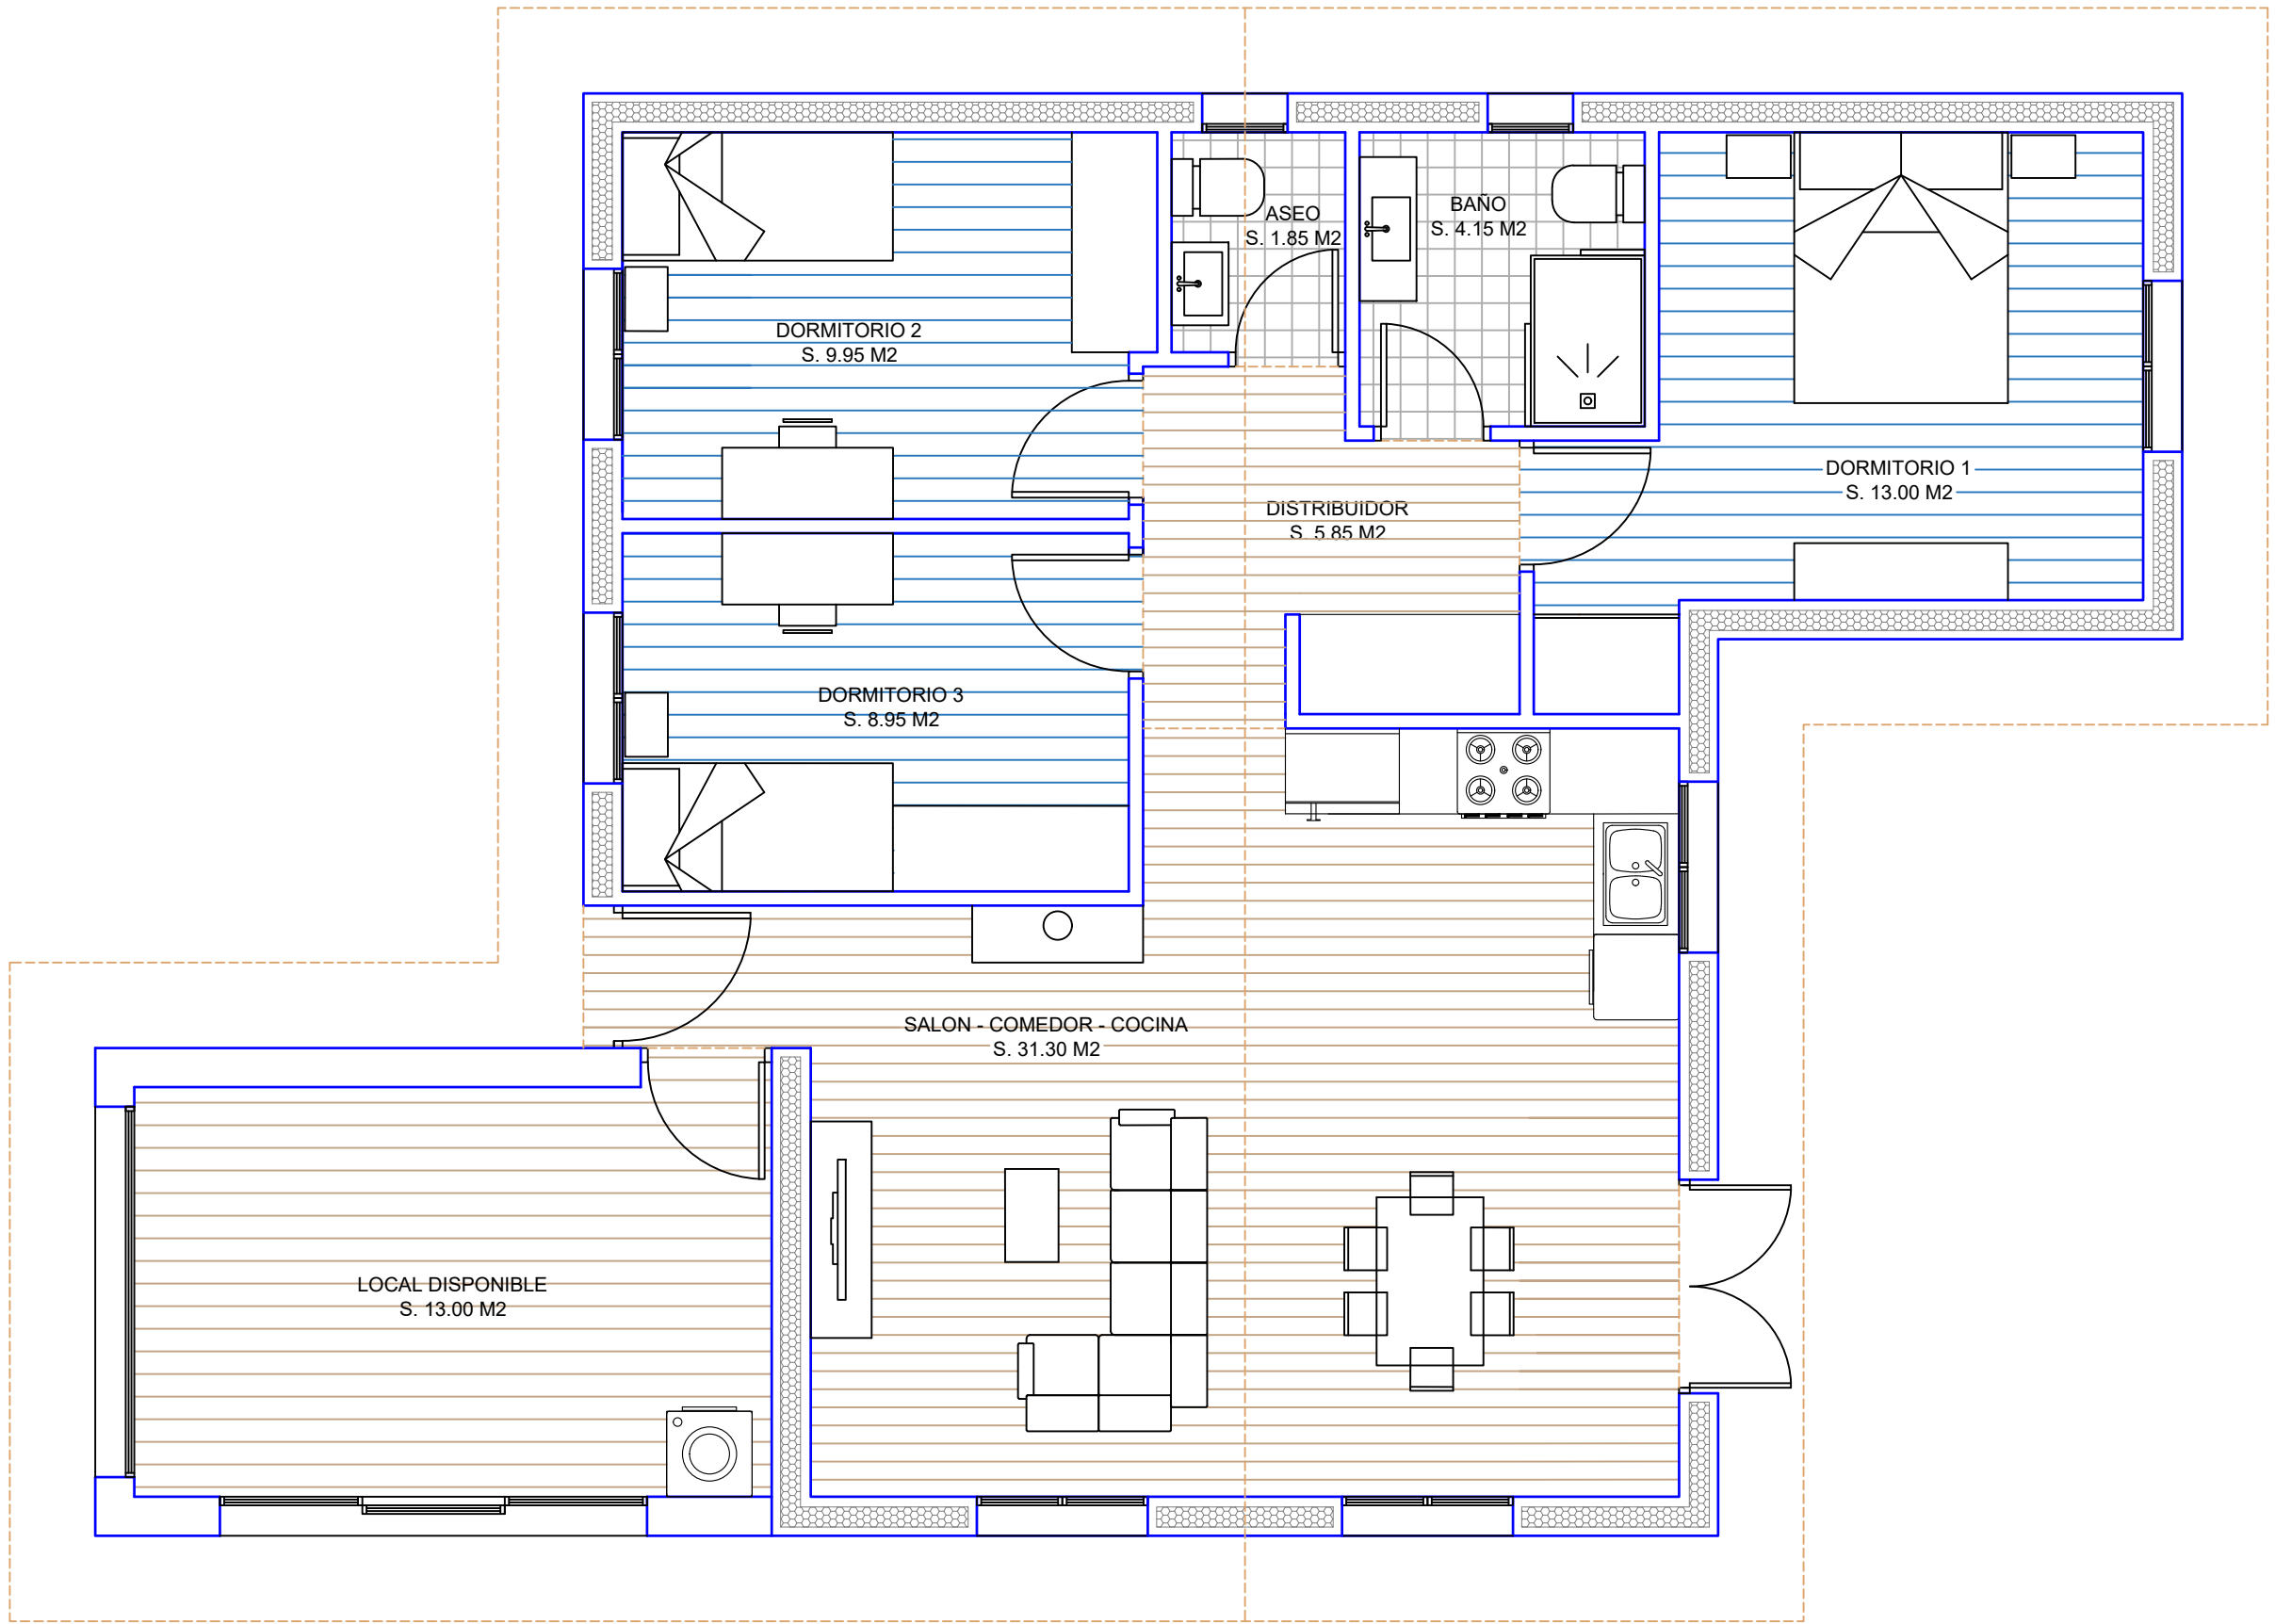 ASEO
S. 1.85 M2
BAÑO
S. 4.15 M2
DORMITORIO 2
S. 9.95 M2
DORMITORIO 1
S. 13.00 M2
DISTRIBUIDOR
S. 5.85 M2
DORMITORIO 3
S. 8.95 M2
SALON - COMEDOR - COCINA
S. 31.30 M2
LOCAL DISPONIBLE
S. 13.00 M2